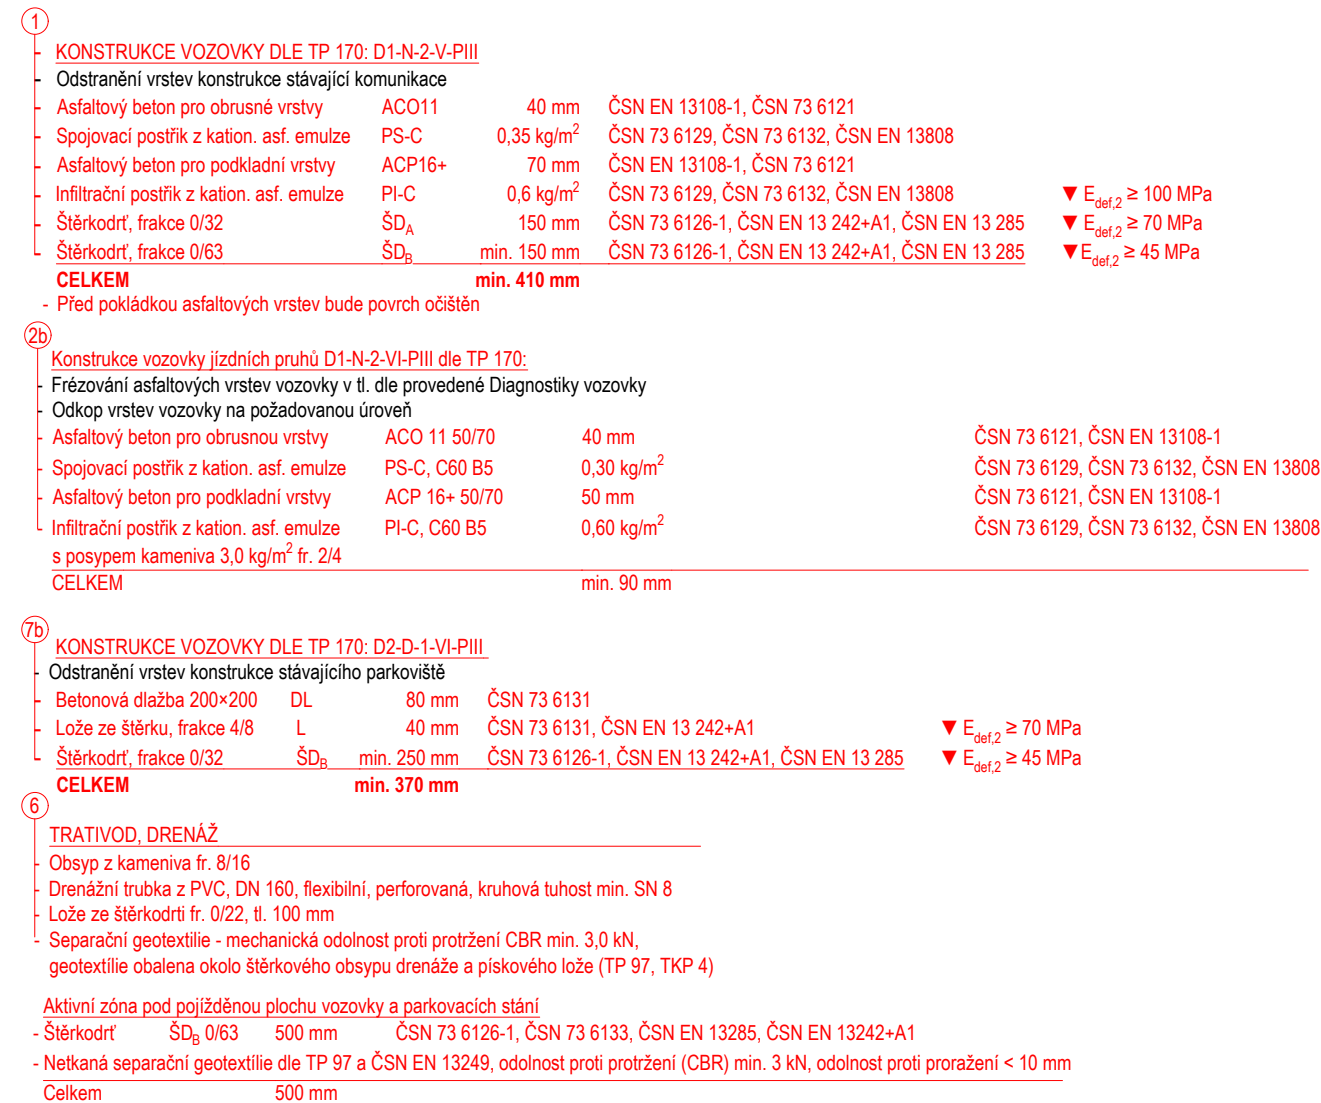 1
- KONSTRUKCE VOZOVKY DLE TP 170: D1-N-2-V-PIII
- Odstranění vrstev konstrukce stávající komunikace
- Asfaltový beton pro obrusné vrstvy ACO11 40 mm ČSN EN 13108-1, ČSN 73 6121
- Spojovací postřik z kation. asf. emulze PS-C 0,35 kg/m² ČSN 73 6129, ČSN 73 6132, ČSN EN 13808
- Asfaltový beton pro podkladní vrstvy ACP16+ 70 mm ČSN EN 13108-1, ČSN 73 6121
- Infiltrační postřik z kation. asf. emulze PI-C 0,6 kg/m² ČSN 73 6129, ČSN 73 6132, ČSN EN 13808 ▼ Edef,2 ≥ 100 MPa
- Štěrkodrť, frakce 0/32 ŠDA 150 mm ČSN 73 6126-1, ČSN EN 13 242+A1, ČSN EN 13 285 ▼ Edef,2 ≥ 70 MPa
- Štěrkodrť, frakce 0/63 ŠDB min. 150 mm ČSN 73 6126-1, ČSN EN 13 242+A1, ČSN EN 13 285 ▼ Edef,2 ≥ 45 MPa
CELKEM min. 410 mm
- Před pokládkou asfaltových vrstev bude povrch očištěn
2b
Konstrukce vozovky jízdních pruhů D1-N-2-VI-PIII dle TP 170:
- Frézování asfaltových vrstev vozovky v tl. dle provedené Diagnostiky vozovky
- Odkop vrstev vozovky na požadovanou úroveň
- Asfaltový beton pro obrusnou vrstvy ACO 11 50/70 40 mm ČSN 73 6121, ČSN EN 13108-1
- Spojovací postřik z kation. asf. emulze PS-C, C60 B5 0,30 kg/m² ČSN 73 6129, ČSN 73 6132, ČSN EN 13808
- Asfaltový beton pro podkladní vrstvy ACP 16+ 50/70 50 mm ČSN 73 6121, ČSN EN 13108-1
- Infiltrační postřik z kation. asf. emulze PI-C, C60 B5 0,60 kg/m² ČSN 73 6129, ČSN 73 6132, ČSN EN 13808
s posypem kameniva 3,0 kg/m² fr. 2/4
CELKEM min. 90 mm
7b
KONSTRUKCE VOZOVKY DLE TP 170: D2-D-1-VI-PIII
- Odstranění vrstev konstrukce stávajícího parkoviště
- Betonová dlažba 200×200 DL 80 mm ČSN 73 6131
- Lože ze štěrku, frakce 4/8 L 40 mm ČSN 73 6131, ČSN EN 13 242+A1 ▼ Edef,2 ≥ 70 MPa
- Štěrkodrť, frakce 0/32 ŠDB min. 250 mm ČSN 73 6126-1, ČSN EN 13 242+A1, ČSN EN 13 285 ▼ Edef,2 ≥ 45 MPa
CELKEM min. 370 mm
6
TRATIVOD, DRENÁŽ
- Obsyp z kameniva fr. 8/16
- Drenážní trubka z PVC, DN 160, flexibilní, perforovaná, kruhová tuhost min. SN 8
- Lože ze štěrkodrti fr. 0/22, tl. 100 mm
- Separační geotextilie - mechanická odolnost proti protržení CBR min. 3,0 kN,
geotextílie obalena okolo štěrkového obsypu drenáže a pískového lože (TP 97, TKP 4)
Aktivní zóna pod pojížděnou plochu vozovky a parkovacích stání
- Štěrkodrť ŠDB 0/63 500 mm ČSN 73 6126-1, ČSN 73 6133, ČSN EN 13285, ČSN EN 13242+A1
- Netkaná separační geotextílie dle TP 97 a ČSN EN 13249, odolnost proti protržení (CBR) min. 3 kN, odolnost proti proražení < 10 mm
Celkem 500 mm